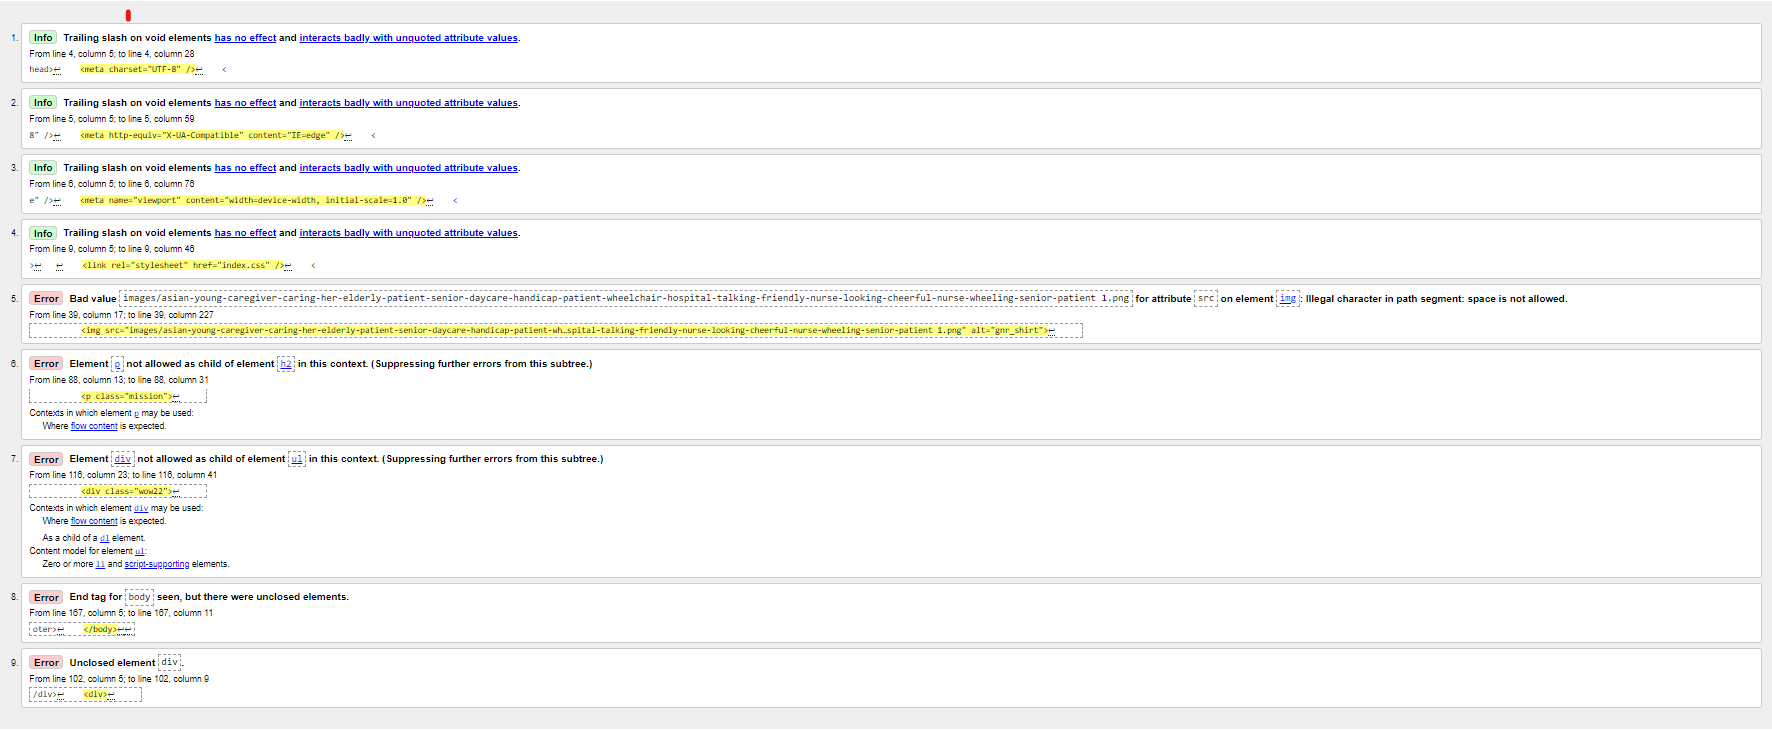 1. Info Trailing slash on void elements has no effect and interacts badly with unquoted attribute values.
From line 4, column 5; to line 4, column 28
head>↩    <meta charset="UTF-8" />↩    <
2. Info Trailing slash on void elements has no effect and interacts badly with unquoted attribute values.
From line 5, column 5; to line 5, column 59
8" />↩    <meta http-equiv="X-UA-Compatible" content="IE=edge" />↩    <
3. Info Trailing slash on void elements has no effect and interacts badly with unquoted attribute values.
From line 6, column 5; to line 6, column 76
e" />↩    <meta name="viewport" content="width=device-width, initial-scale=1.0" />↩    <
4. Info Trailing slash on void elements has no effect and interacts badly with unquoted attribute values.
From line 9, column 5; to line 9, column 46
>↩    ↩    <link rel="stylesheet" href="index.css" />↩    <
5. Error Bad value images/asian-young-caregiver-caring-her-elderly-patient-senior-daycare-handicap-patient-wheelchair-hospital-talking-friendly-nurse-looking-cheerful-nurse-wheeling-senior-patient 1.png for attribute src on element img: Illegal character in path segment: space is not allowed.
From line 39, column 17; to line 39, column 227
<img src="images/asian-young-caregiver-caring-her-elderly-patient-senior-daycare-handicap-patient-wh…spital-talking-friendly-nurse-looking-cheerful-nurse-wheeling-senior-patient 1.png" alt="gnr_shirt">↩
6. Error Element p not allowed as child of element h2 in this context. (Suppressing further errors from this subtree.)
From line 88, column 13; to line 88, column 31
<p class="mission">↩
Contexts in which element p may be used:
Where flow content is expected.
7. Error Element div not allowed as child of element ul in this context. (Suppressing further errors from this subtree.)
From line 116, column 23; to line 116, column 41
<div class="wow22">↩
Contexts in which element div may be used:
Where flow content is expected.
As a child of a dl element.
Content model for element ul:
Zero or more li and script-supporting elements.
8. Error End tag for body seen, but there were unclosed elements.
From line 167, column 5; to line 167, column 11
oter>↩    </body>↩↩
9. Error Unclosed element div.
From line 102, column 5; to line 102, column 9
/div>↩    <div>↩